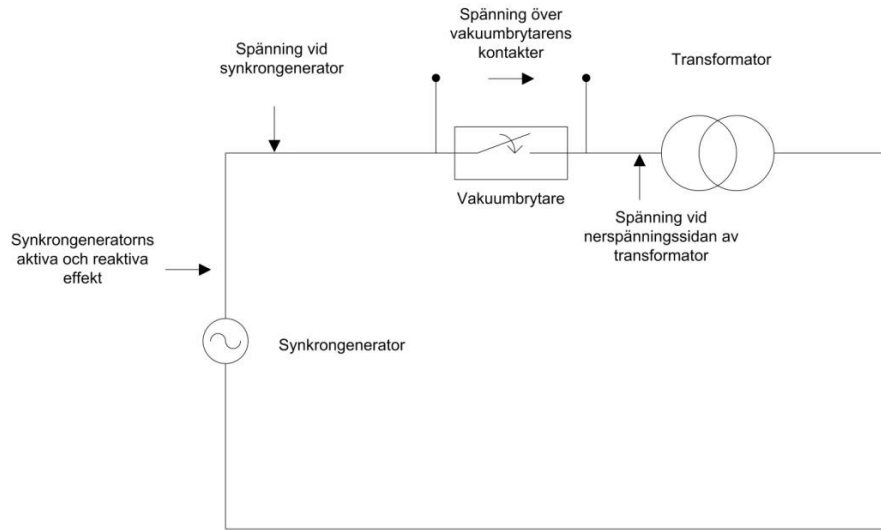 Spänning över
vakuumbrytarens
kontakter
Spänning vid
synkrongenerator
Transformator
Vakuumbrytare
Spänning vid
nerspänningssidan av
transformator
Synkrongeneratorns
aktiva och reaktiva
effekt
Synkrongenerator